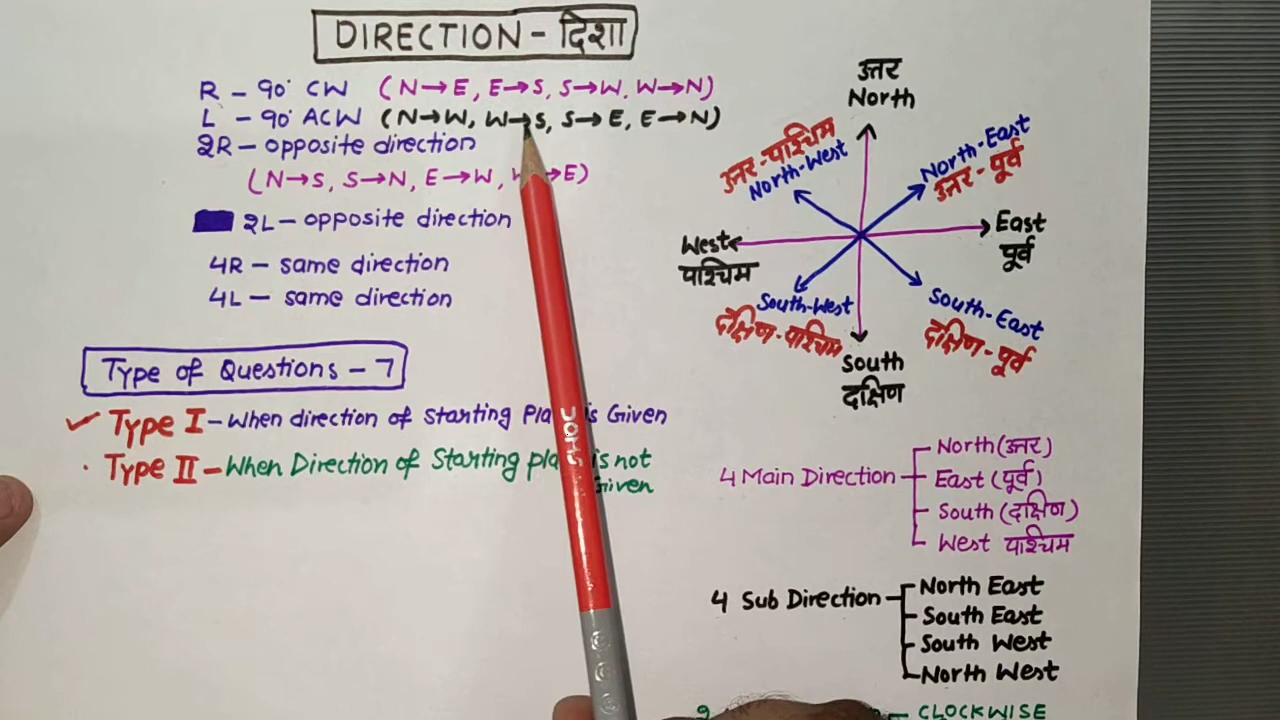 DIRECTION - दिशा
R - 90° CW (N→E, E→S, S→W, W→N)
L - 90° ACW (N→W, W→S, S→E, E→N)
2R - opposite direction
(N→S, S→N, E→W, →E)
2L - opposite direction
4R - same direction
4L - same direction
Type of Questions - 7
✓ Type I - When direction of starting is Given
· Type II - When Direction of Starting is not
Given
उत्तर
North
उत्तर-पश्चिम
North-West
North-East
उत्तर-पूर्व
West
पश्चिम
East
पूर्व
South-West
दक्षिण-पश्चिम
South-East
दक्षिण-पूर्व
South
दक्षिण
4 Main Direction
North (उत्तर)
East (पूर्व)
South (दक्षिण)
West पश्चिम
4 Sub Direction
North East
South East
South West
North West
CLOCKWISE
DOMS